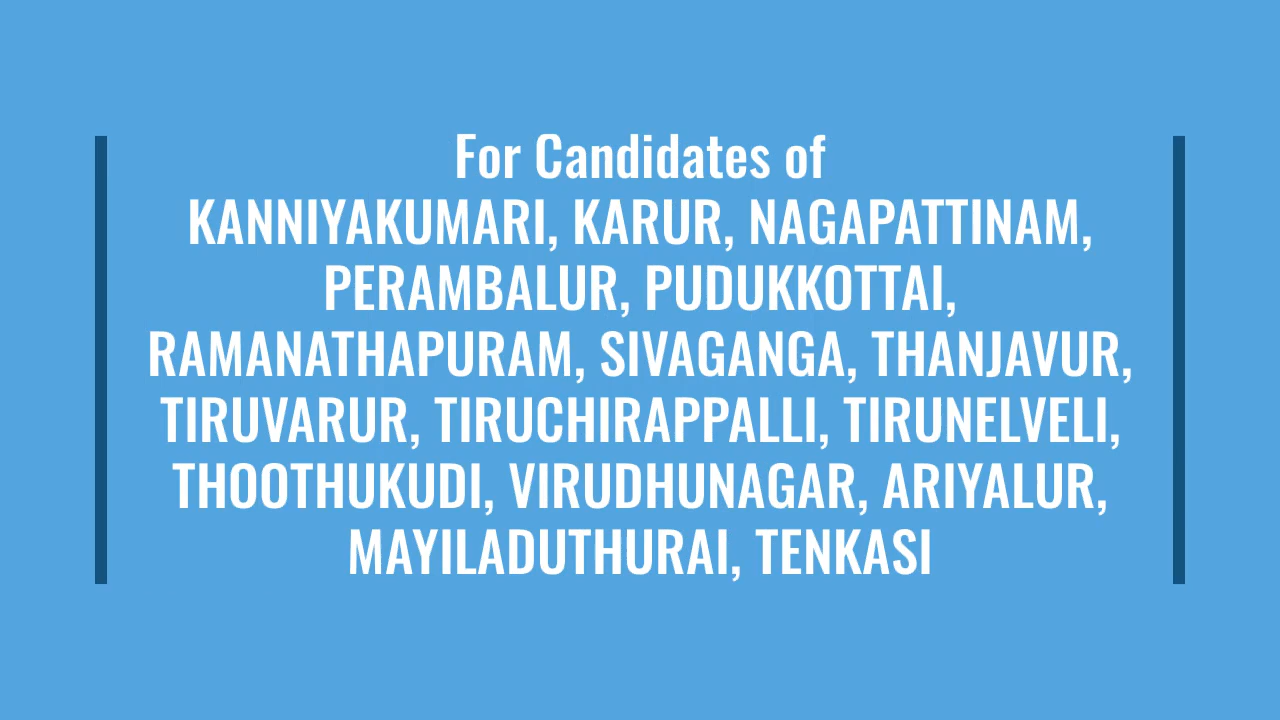 For Candidates of
KANNIYAKUMARI, KARUR, NAGAPATTINAM,
PERAMBALUR, PUDUKKOTTAI,
RAMANATHAPURAM, SIVAGANGA, THANJAVUR,
TIRUVARUR, TIRUCHIRAPPALLI, TIRUNELVELI,
THOOTHUKUDI, VIRUDHUNAGAR, ARIYALUR,
MAYILADUTHURAI, TENKASI